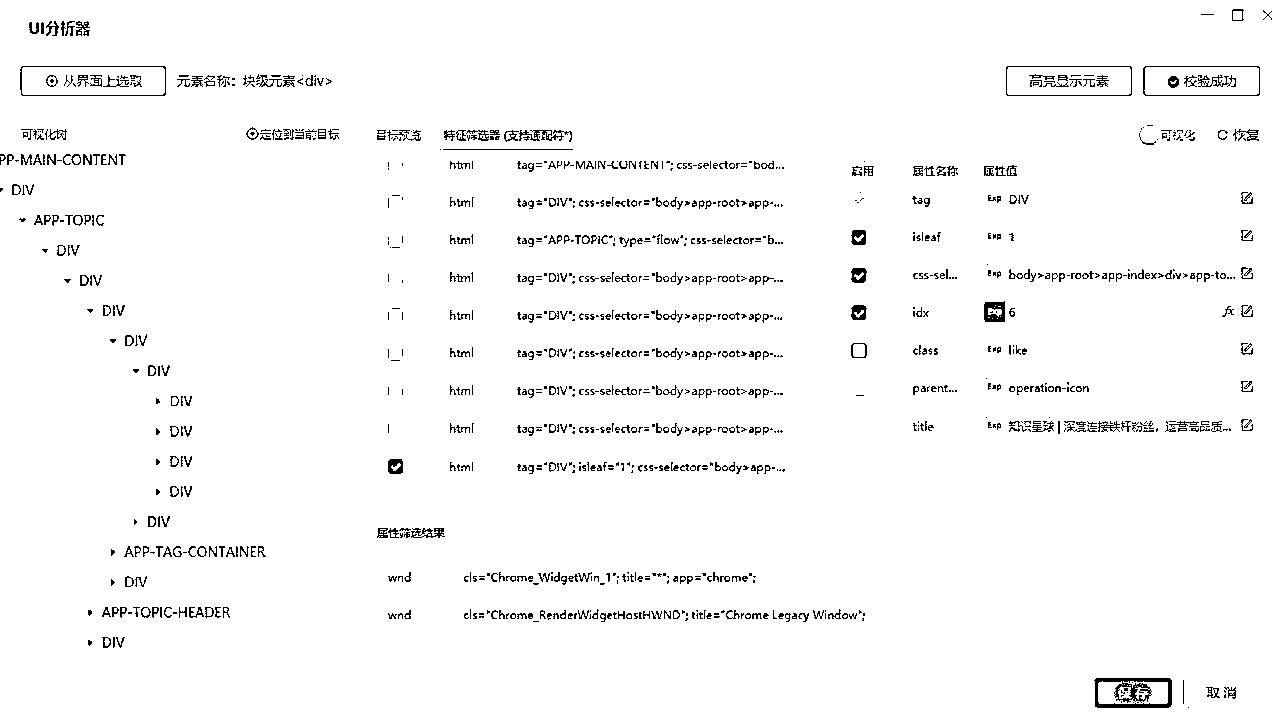 UI分析器
从界面上选取 元素名称：块级元素<div> 高亮显示元素 校验成功
可视化树 定位到当前目标 目标预览 特征筛选器 (支持通配符*) 可视化 恢复
PP-MAIN-CONTENT
DIV
APP-TOPIC
DIV
DIV
DIV
DIV
DIV
DIV
DIV
DIV
DIV
DIV
APP-TAG-CONTAINER
DIV
APP-TOPIC-HEADER
DIV
html tag="APP-MAIN-CONTENT"; css-selector="bod...
html tag="DIV"; css-selector="body>app-root>app-...
html tag="APP-TOPIC"; type="flow"; css-selector="b...
html tag="DIV"; css-selector="body>app-root>app-...
html tag="DIV"; css-selector="body>app-root>app-...
html tag="DIV"; css-selector="body>app-root>app-...
html tag="DIV"; css-selector="body>app-root>app-...
html tag="DIV"; css-selector="body>app-root>app-...
html tag="DIV"; isleaf="1"; css-selector="body>app-...
启用 属性名称 属性值
tag Exp DIV
isleaf Exp 1
css-sel... Exp body>app-root>app-index>div>app-to...
idx Exp 6 fx
class Exp like
parent... Exp operation-icon
title Exp 知识星球 | 深度连接铁杆粉丝，运营高品质...
属性筛选结果
wnd cls="Chrome_WidgetWin_1"; title="*"; app="chrome";
wnd cls="Chrome_RenderWidgetHostHWND"; title="Chrome Legacy Window";
保存 取消